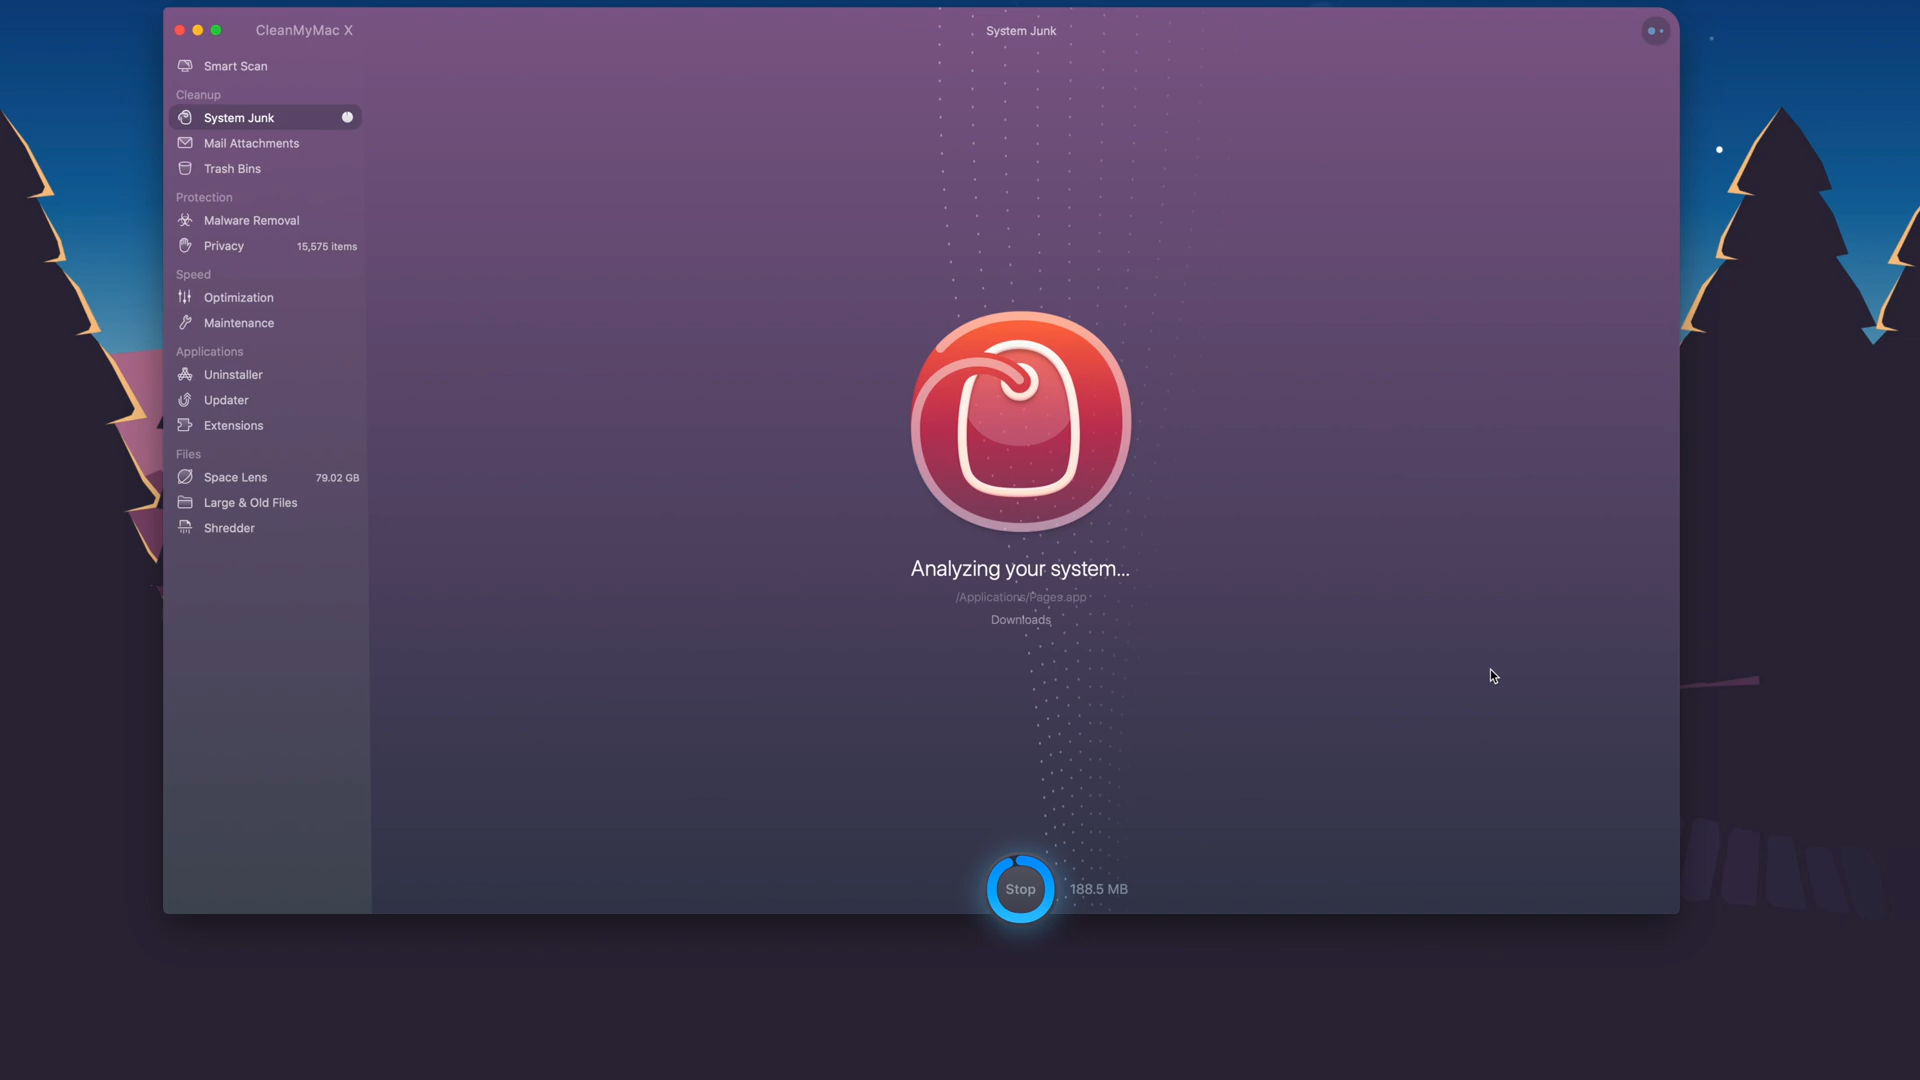 CleanMyMac X
System Junk
Smart Scan
Cleanup
System Junk
Mail Attachments
Trash Bins
Protection
Malware Removal
Privacy 15,575 items
Speed
Optimization
Maintenance
Applications
Uninstaller
Updater
Extensions
Files
Space Lens 79.02 GB
Large & Old Files
Shredder
Analyzing your system...
/Applications/Pages.app
Downloads
Stop 188.5 MB